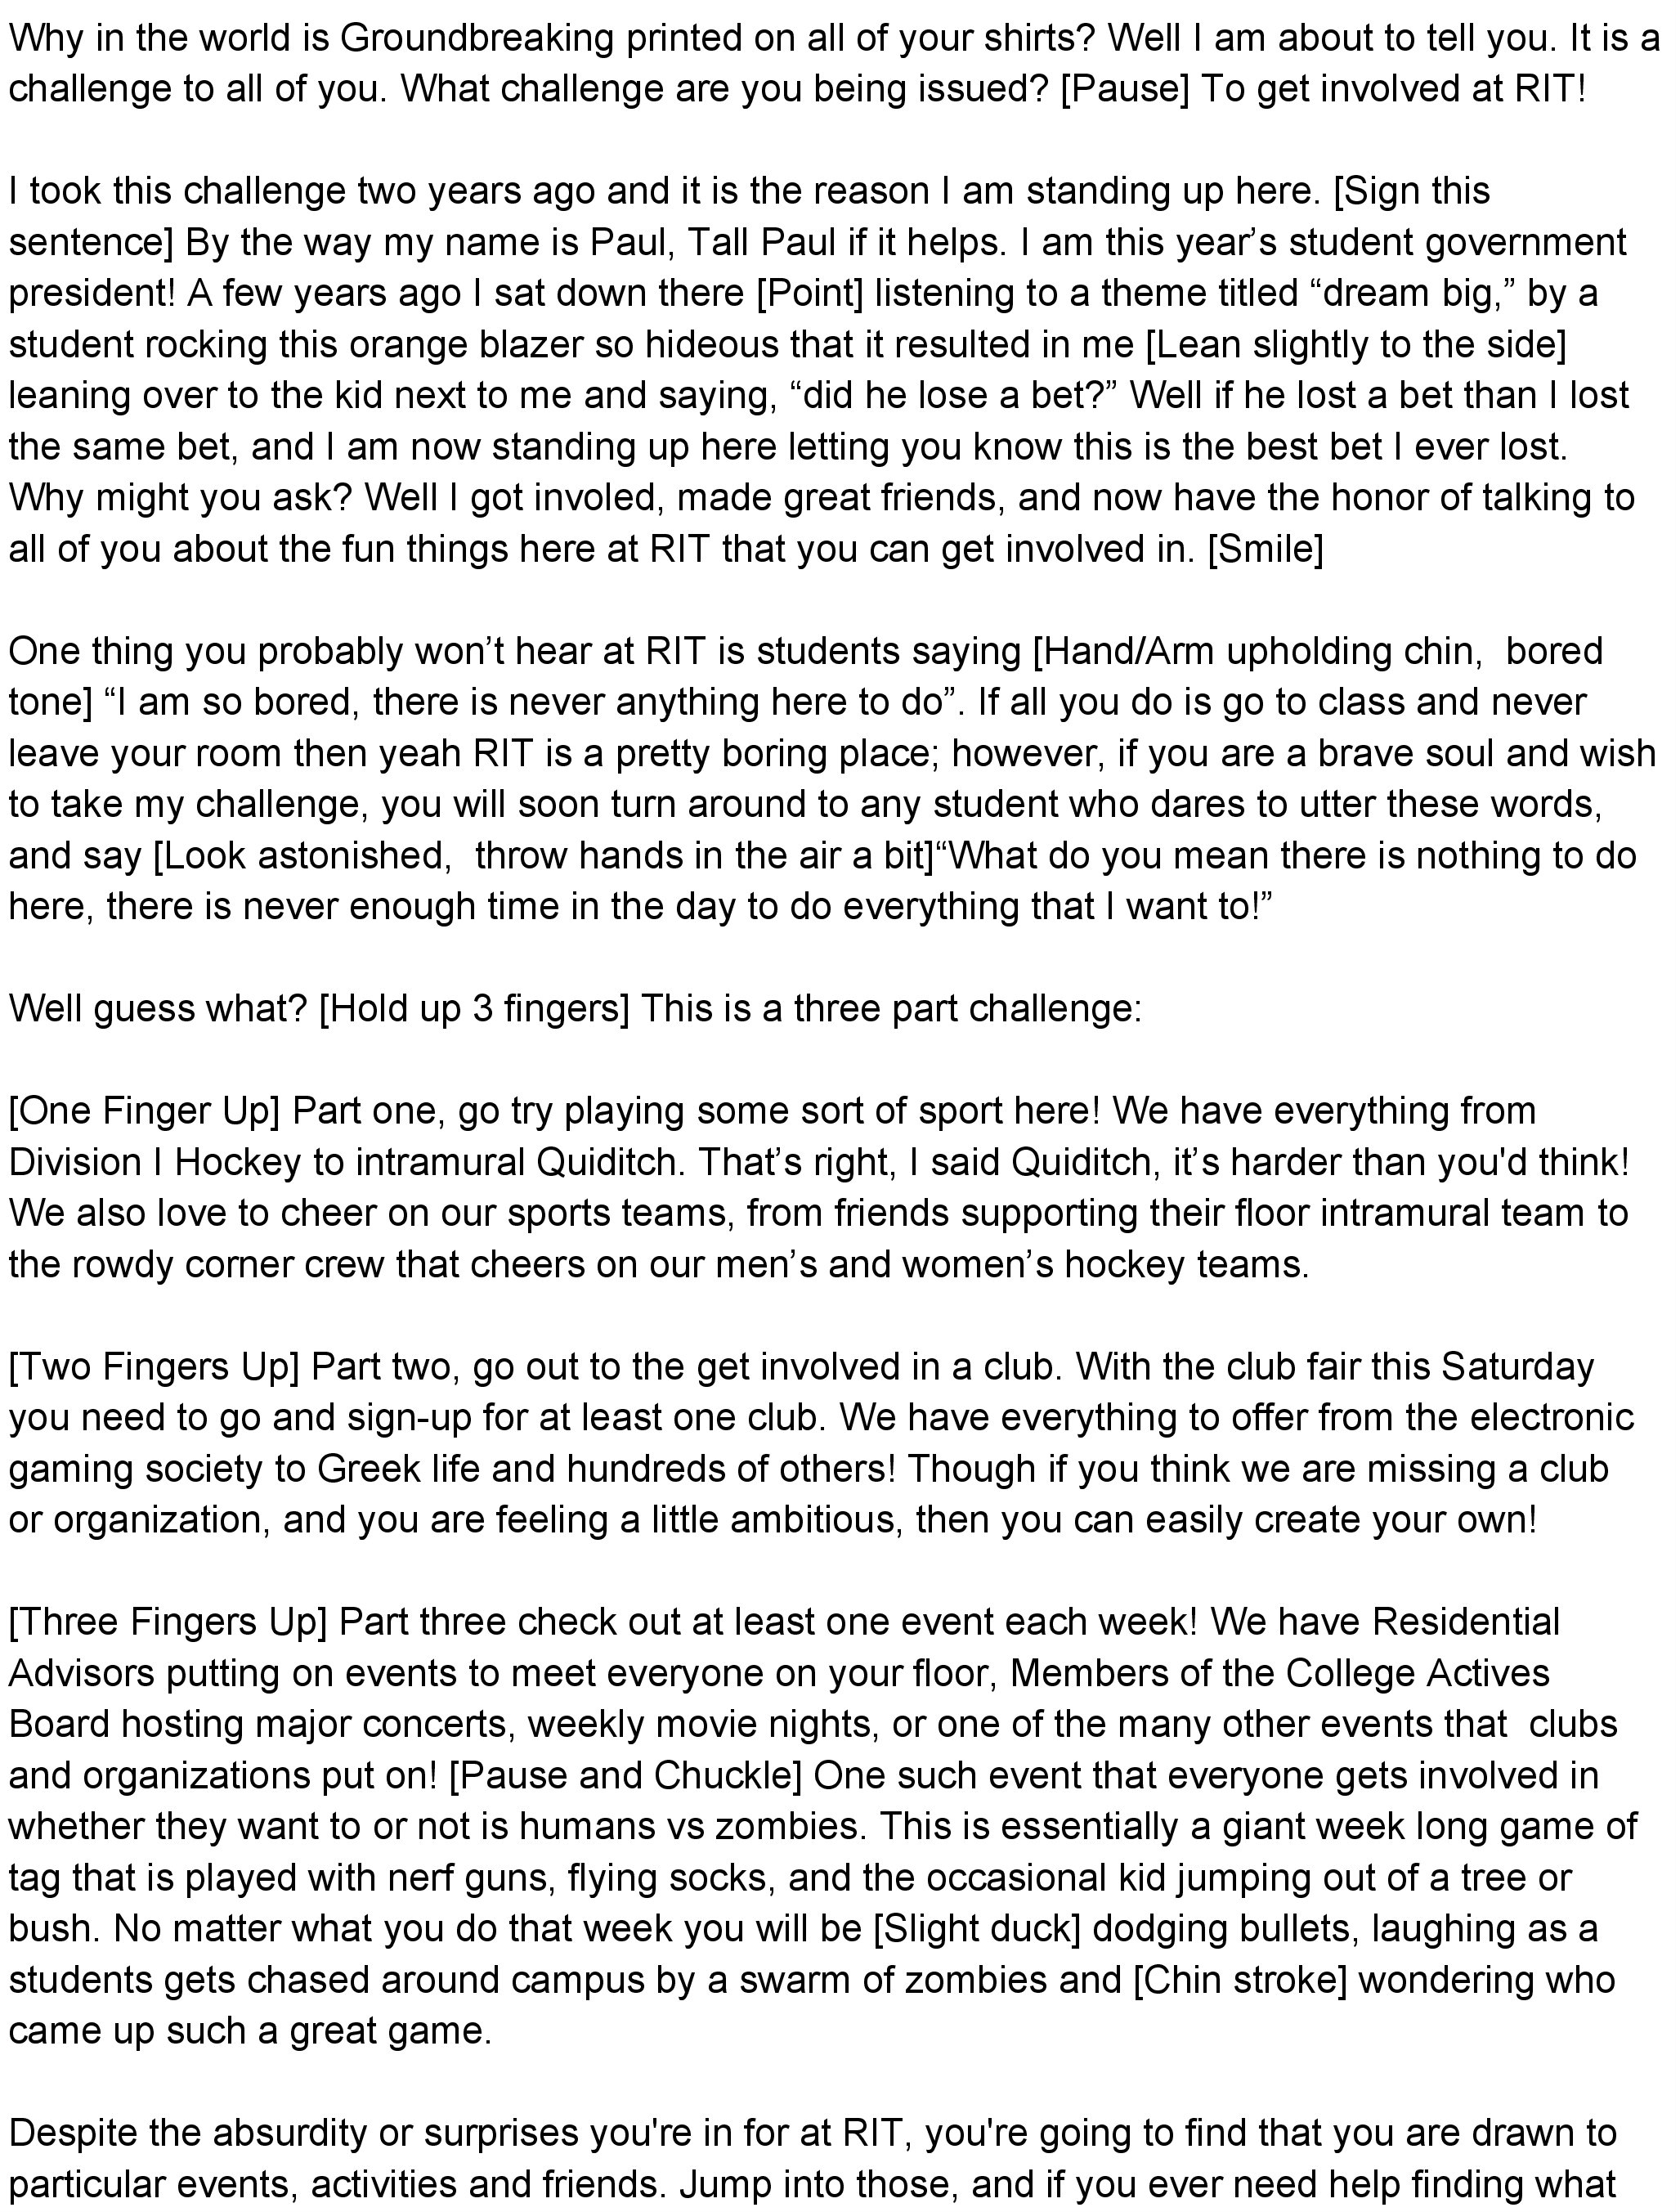 Why in the world is Groundbreaking printed on all of your shirts? Well I am about to tell you. It is a
challenge to all of you. What challenge are you being issued? [Pause] To get involved at RIT!
I took this challenge two years ago and it is the reason I am standing up here. [Sign this
sentence] By the way my name is Paul, Tall Paul if it helps. I am this year’s student government
president! A few years ago I sat down there [Point] listening to a theme titled “dream big,” by a
student rocking this orange blazer so hideous that it resulted in me [Lean slightly to the side]
leaning over to the kid next to me and saying, “did he lose a bet?” Well if he lost a bet than I lost
the same bet, and I am now standing up here letting you know this is the best bet I ever lost.
Why might you ask? Well I got involed, made great friends, and now have the honor of talking to
all of you about the fun things here at RIT that you can get involved in. [Smile]
One thing you probably won’t hear at RIT is students saying [Hand/Arm upholding chin,  bored
tone] “I am so bored, there is never anything here to do”. If all you do is go to class and never
leave your room then yeah RIT is a pretty boring place; however, if you are a brave soul and wish
to take my challenge, you will soon turn around to any student who dares to utter these words,
and say [Look astonished,  throw hands in the air a bit]“What do you mean there is nothing to do
here, there is never enough time in the day to do everything that I want to!”
Well guess what? [Hold up 3 fingers] This is a three part challenge:
[One Finger Up] Part one, go try playing some sort of sport here! We have everything from
Division I Hockey to intramural Quiditch. That’s right, I said Quiditch, it’s harder than you'd think!
We also love to cheer on our sports teams, from friends supporting their floor intramural team to
the rowdy corner crew that cheers on our men’s and women’s hockey teams.
[Two Fingers Up] Part two, go out to the get involved in a club. With the club fair this Saturday
you need to go and sign-up for at least one club. We have everything to offer from the electronic
gaming society to Greek life and hundreds of others! Though if you think we are missing a club
or organization, and you are feeling a little ambitious, then you can easily create your own!
[Three Fingers Up] Part three check out at least one event each week! We have Residential
Advisors putting on events to meet everyone on your floor, Members of the College Actives
Board hosting major concerts, weekly movie nights, or one of the many other events that  clubs
and organizations put on! [Pause and Chuckle] One such event that everyone gets involved in
whether they want to or not is humans vs zombies. This is essentially a giant week long game of
tag that is played with nerf guns, flying socks, and the occasional kid jumping out of a tree or
bush. No matter what you do that week you will be [Slight duck] dodging bullets, laughing as a
students gets chased around campus by a swarm of zombies and [Chin stroke] wondering who
came up such a great game.
Despite the absurdity or surprises you're in for at RIT, you're going to find that you are drawn to
particular events, activities and friends. Jump into those, and if you ever need help finding what